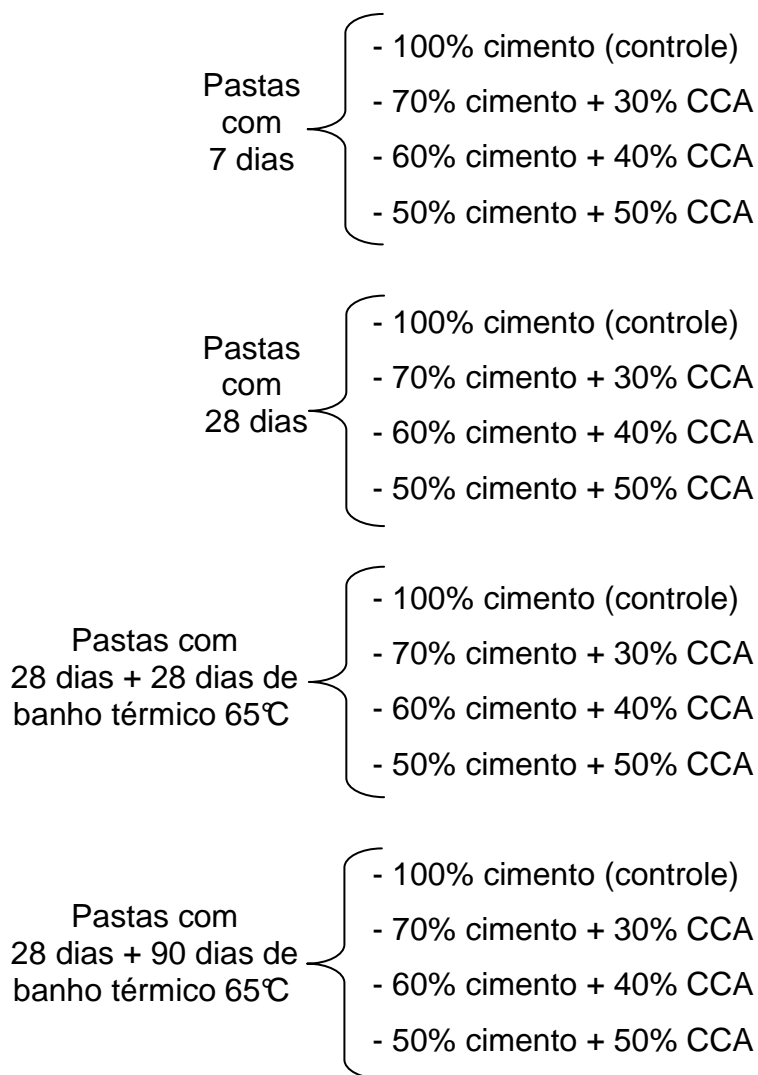 Pastas
com
7 dias
- 100% cimento (controle)
- 70% cimento + 30% CCA
- 60% cimento + 40% CCA
- 50% cimento + 50% CCA
Pastas
com
28 dias
- 100% cimento (controle)
- 70% cimento + 30% CCA
- 60% cimento + 40% CCA
- 50% cimento + 50% CCA
Pastas com
28 dias + 28 dias de
banho térmico 65°C
- 100% cimento (controle)
- 70% cimento + 30% CCA
- 60% cimento + 40% CCA
- 50% cimento + 50% CCA
Pastas com
28 dias + 90 dias de
banho térmico 65°C
- 100% cimento (controle)
- 70% cimento + 30% CCA
- 60% cimento + 40% CCA
- 50% cimento + 50% CCA